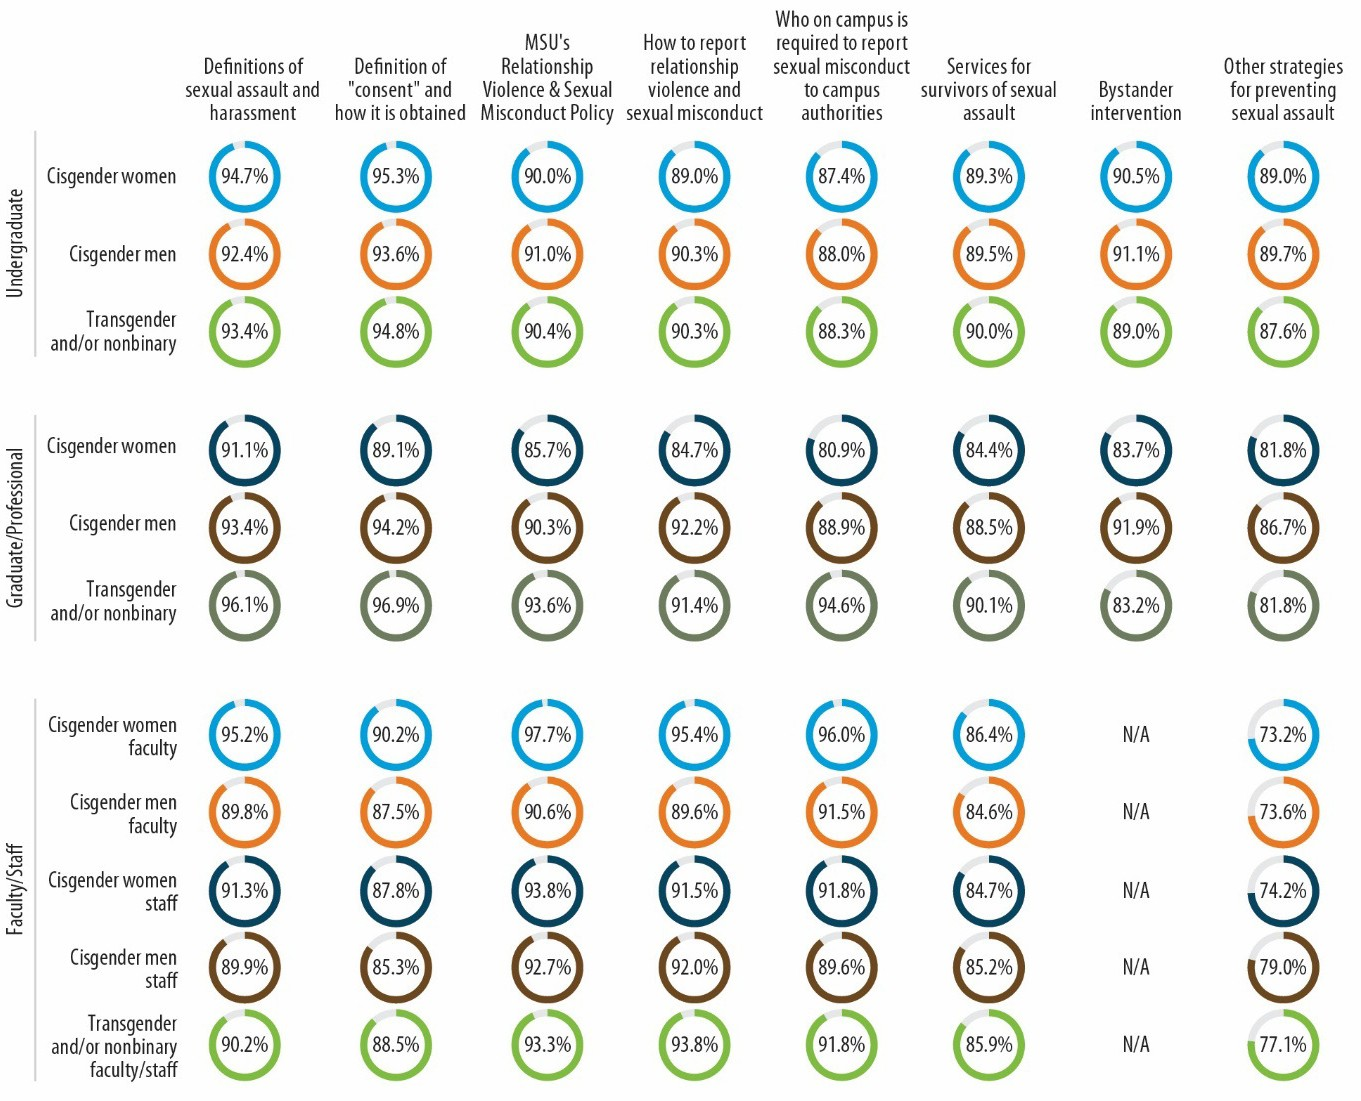 Definitions of
sexual assault and
harassment
Definition of
"consent" and
how it is obtained
MSU's
Relationship
Violence & Sexual
Misconduct Policy
How to report
relationship
violence and
sexual misconduct
Who on campus is
required to report
sexual misconduct
to campus
authorities
Services for
survivors of sexual
assault
Bystander
intervention
Other strategies
for preventing
sexual assault
Undergraduate
Cisgender women
94.7% 95.3% 90.0% 89.0% 87.4% 89.3% 90.5% 89.0%
Cisgender men
92.4% 93.6% 91.0% 90.3% 88.0% 89.5% 91.1% 89.7%
Transgender
and/or nonbinary
93.4% 94.8% 90.4% 90.3% 88.3% 90.0% 89.0% 87.6%
Graduate/Professional
Cisgender women
91.1% 89.1% 85.7% 84.7% 80.9% 84.4% 83.7% 81.8%
Cisgender men
93.4% 94.2% 90.3% 92.2% 88.9% 88.5% 91.9% 86.7%
Transgender
and/or nonbinary
96.1% 96.9% 93.6% 91.4% 94.6% 90.1% 83.2% 81.8%
Faculty/Staff
Cisgender women
faculty
95.2% 90.2% 97.7% 95.4% 96.0% 86.4% N/A 73.2%
Cisgender men
faculty
89.8% 87.5% 90.6% 89.6% 91.5% 84.6% N/A 73.6%
Cisgender women
staff
91.3% 87.8% 93.8% 91.5% 91.8% 84.7% N/A 74.2%
Cisgender men
staff
89.9% 85.3% 92.7% 92.0% 89.6% 85.2% N/A 79.0%
Transgender
and/or nonbinary
faculty/staff
90.2% 88.5% 93.3% 93.8% 91.8% 85.9% N/A 77.1%